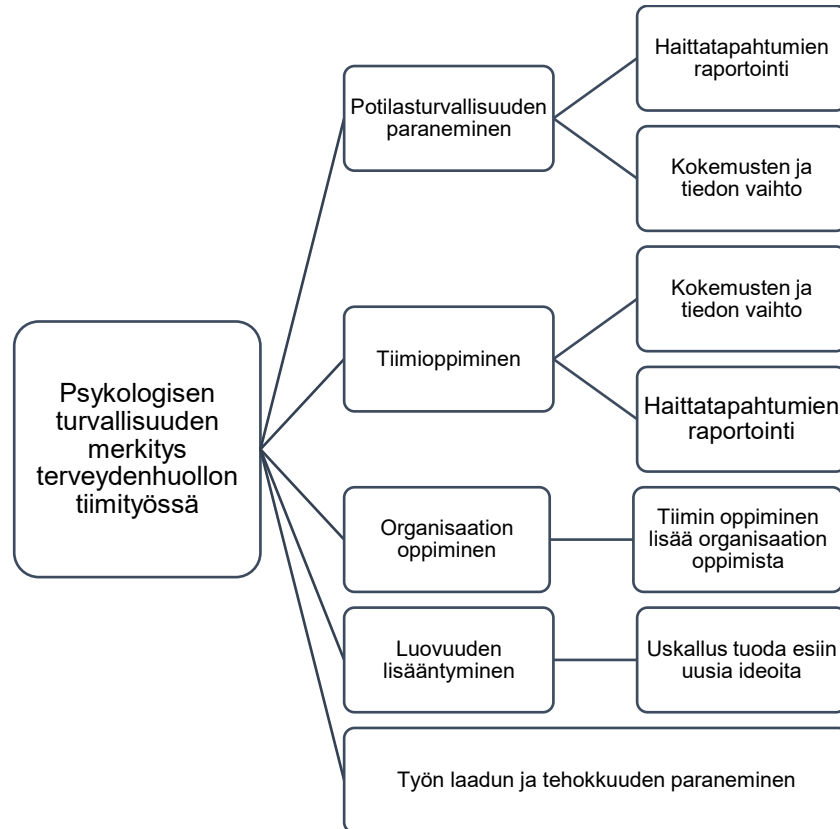 Psykologisen
turvallisuuden
merkitys
terveydenhuollon
tiimityössä
Potilasturvallisuuden
paraneminen
Haittatapahtumien
raportointi
Kokemusten ja
tiedon vaihto
Tiimioppiminen
Kokemusten ja
tiedon vaihto
Haittatapahtumien
raportointi
Organisaation
oppiminen
Tiimin oppiminen
lisää organisaation
oppimista
Luovuuden
lisääntyminen
Uskallus tuoda esiin
uusia ideoita
Työn laadun ja tehokkuuden paraneminen